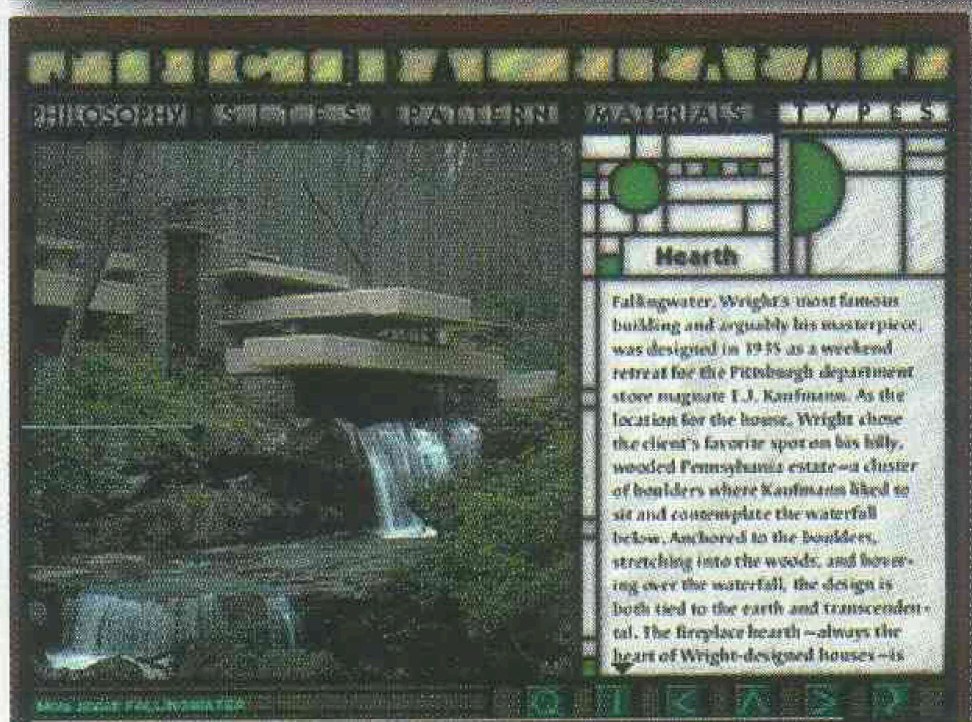 PHILOSOPHY SITES PATTERN MATERIALS TYPES
Hearth
Fallingwater, Wright's most famous
building and arguably his masterpiece,
was designed in 1935 as a weekend
retreat for the Pittsburgh department
store magnate E.J. Kaufmann. As the
location for the house, Wright chose
the client's favorite spot on his hilly,
wooded Pennsylvania estate—a cluster
of boulders where Kaufmann liked to
sit and contemplate the waterfall
below. Anchored to the boulders,
stretching into the woods, and hover-
ing over the waterfall, the design is
both tied to the earth and transcenden-
tal. The fireplace hearth—always the
heart of Wright-designed houses—is